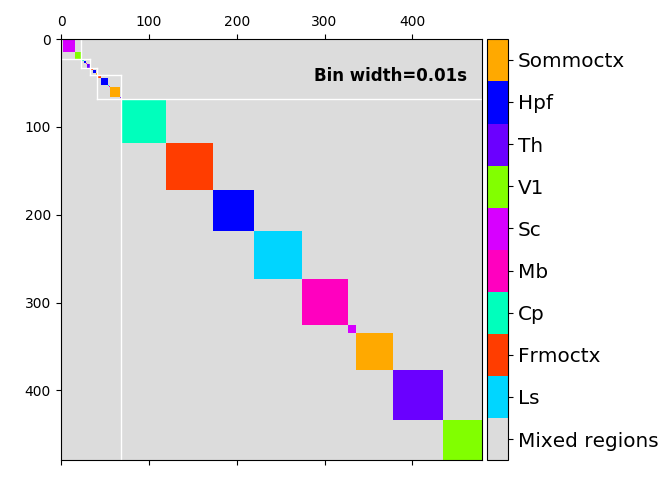 0 100 200 300 400
0
Bin width=0.01s
100
200
300
400
Sommoctx
Hpf
Th
V1
Sc
Mb
Cp
Frmoctx
Ls
Mixed regions